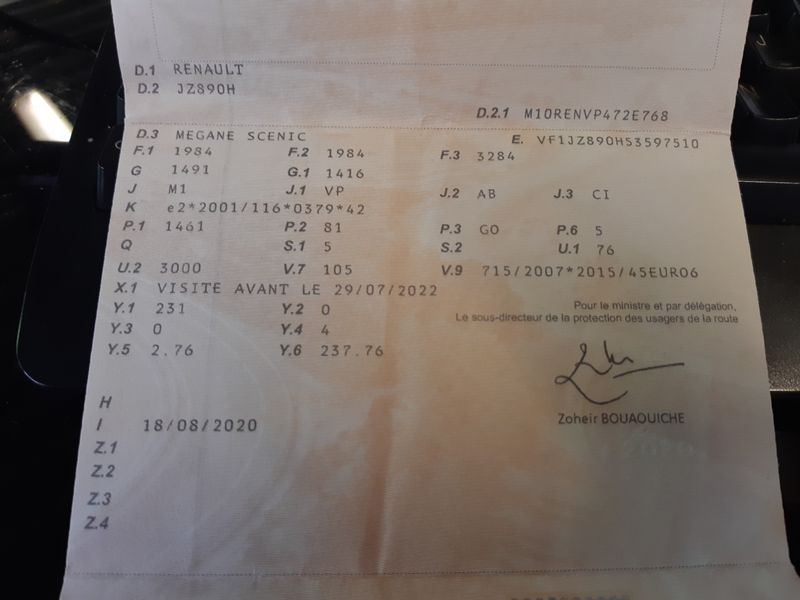 D.1 RENAULT
D.2 JZ890H
D.2.1 M10RENVP472E768
D.3 MEGANE SCENIC
E. VF1JZ890H53597510
F.1 1984 F.2 1984 F.3 3284
G 1491 G.1 1416
J M1 J.1 VP J.2 AB J.3 CI
K e2*2001/116*0379*42
P.1 1461 P.2 81 P.3 GO P.6 5
Q S.1 5 S.2 U.1 76
U.2 3000 V.7 105 V.9 715/2007*2015/45EURO6
X.1 VISITE AVANT LE 29/07/2022
Y.1 231 Y.2 0
Y.3 0 Y.4 4
Y.5 2.76 Y.6 237.76
Pour le ministre et par délégation,
Le sous-directeur de la protection des usagers de la route
Zoheir BOUAOUICHE
H
I 18/08/2020
Z.1
Z.2
Z.3
Z.4